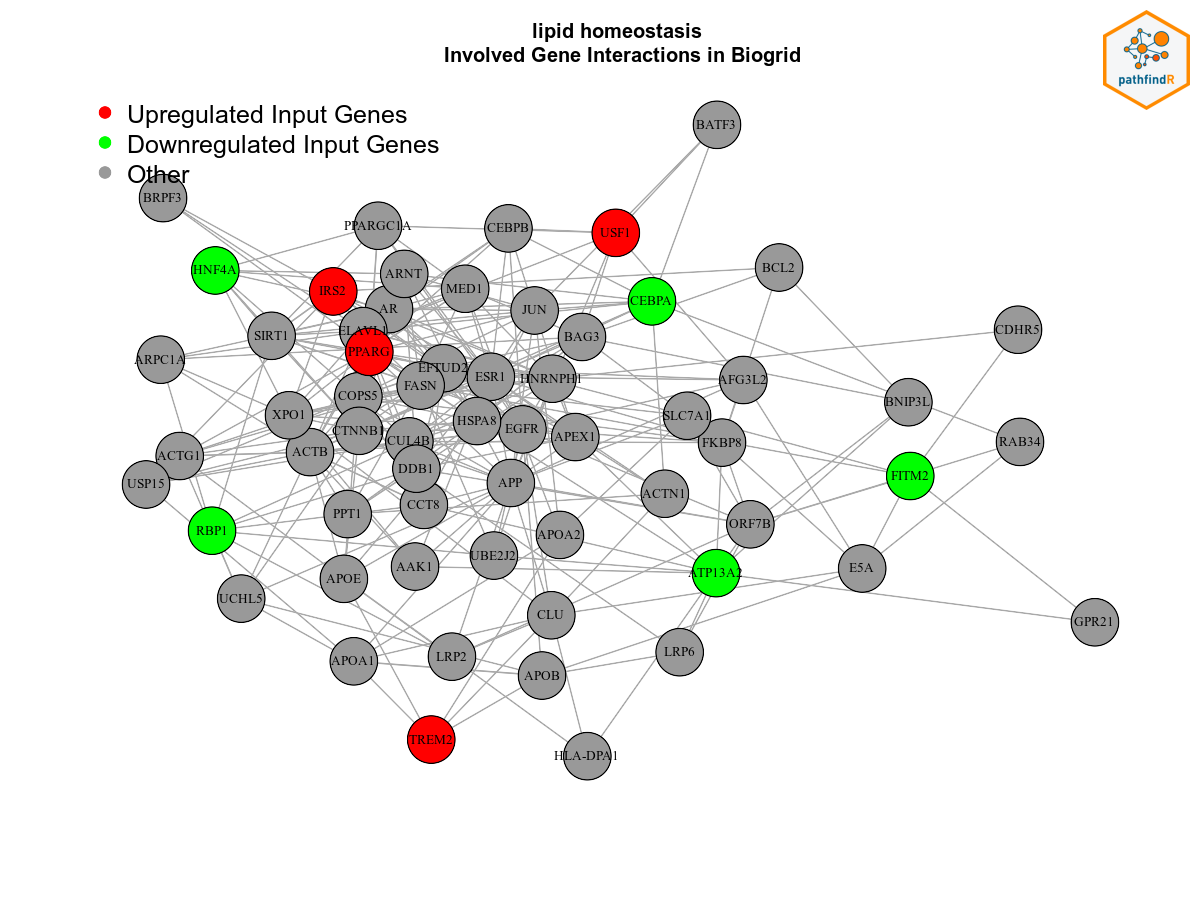 lipid homeostasis
Involved Gene Interactions in Biogrid
pathfindR
Upregulated Input Genes
Downregulated Input Genes
Other
BATF3
BRPF3
PPARGC1A
CEBPB
USF1
HNF4A
ARNT
BCL2
IRS2
MED1
CEBPA
AR
JUN
ELAVL1
SIRT1
BAG3
CDHR5
PPARG
ARPC1A
EFTUD2
ESR1
HNRNPH1
AFG3L2
FASN
COPS5
BNIP3L
XPO1
SLC7A1
HSPA8
EGFR
CTNNB1
CUL4B
APEX1
FKBP8
RAB34
ACTB
ACTG1
DDB1
FITM2
USP15
APP
ACTN1
CCT8
PPT1
ORF7B
RBP1
APOA2
UBE2J2
AAK1
E5A
ATP13A2
APOE
UCHL5
CLU
GPR21
LRP6
LRP2
APOA1
APOB
TREM2
HLA-DPA1